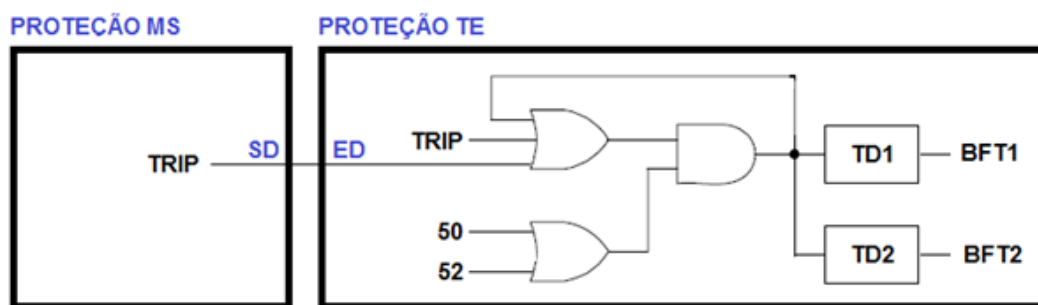 PROTEÇÃO MS
PROTEÇÃO TE
TRIP
SD
ED
TRIP
50
52
TD1
BFT1
TD2
BFT2